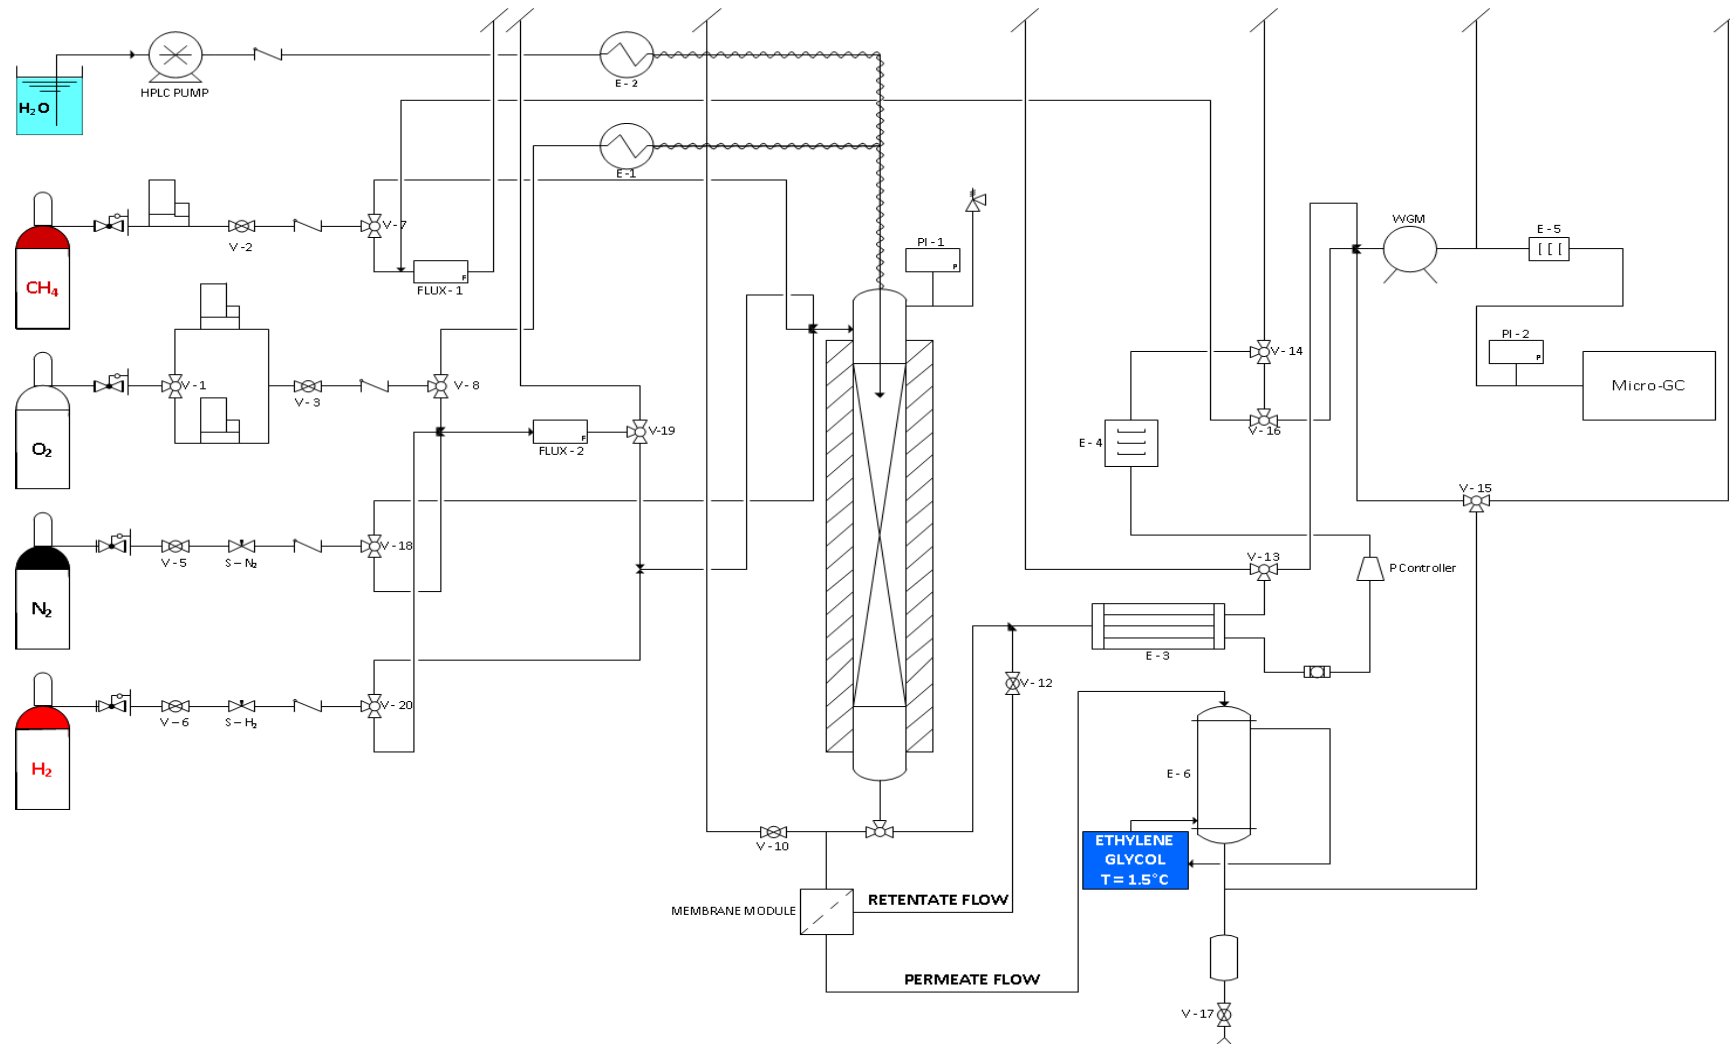 H₂O
HPLC PUMP
E - 2
E - 1
CH₄
V - 2
V - 7
FLUX - 1
PI - 1
P
F
WGM
E - 5
[ [ [
PI - 2
P
Micro-GC
O₂
V - 1
V - 3
V - 8
FLUX - 2
F
V-19
V - 14
V - 16
E - 4
V - 15
N₂
V - 5
S – N₂
V - 18
V - 13
P Controller
E - 3
V - 12
H₂
V – 6
S – H₂
V - 20
E - 6
V - 10
ETHYLENE
GLYCOL
T = 1.5°C
MEMBRANE MODULE
RETENTATE FLOW
PERMEATE FLOW
V - 17